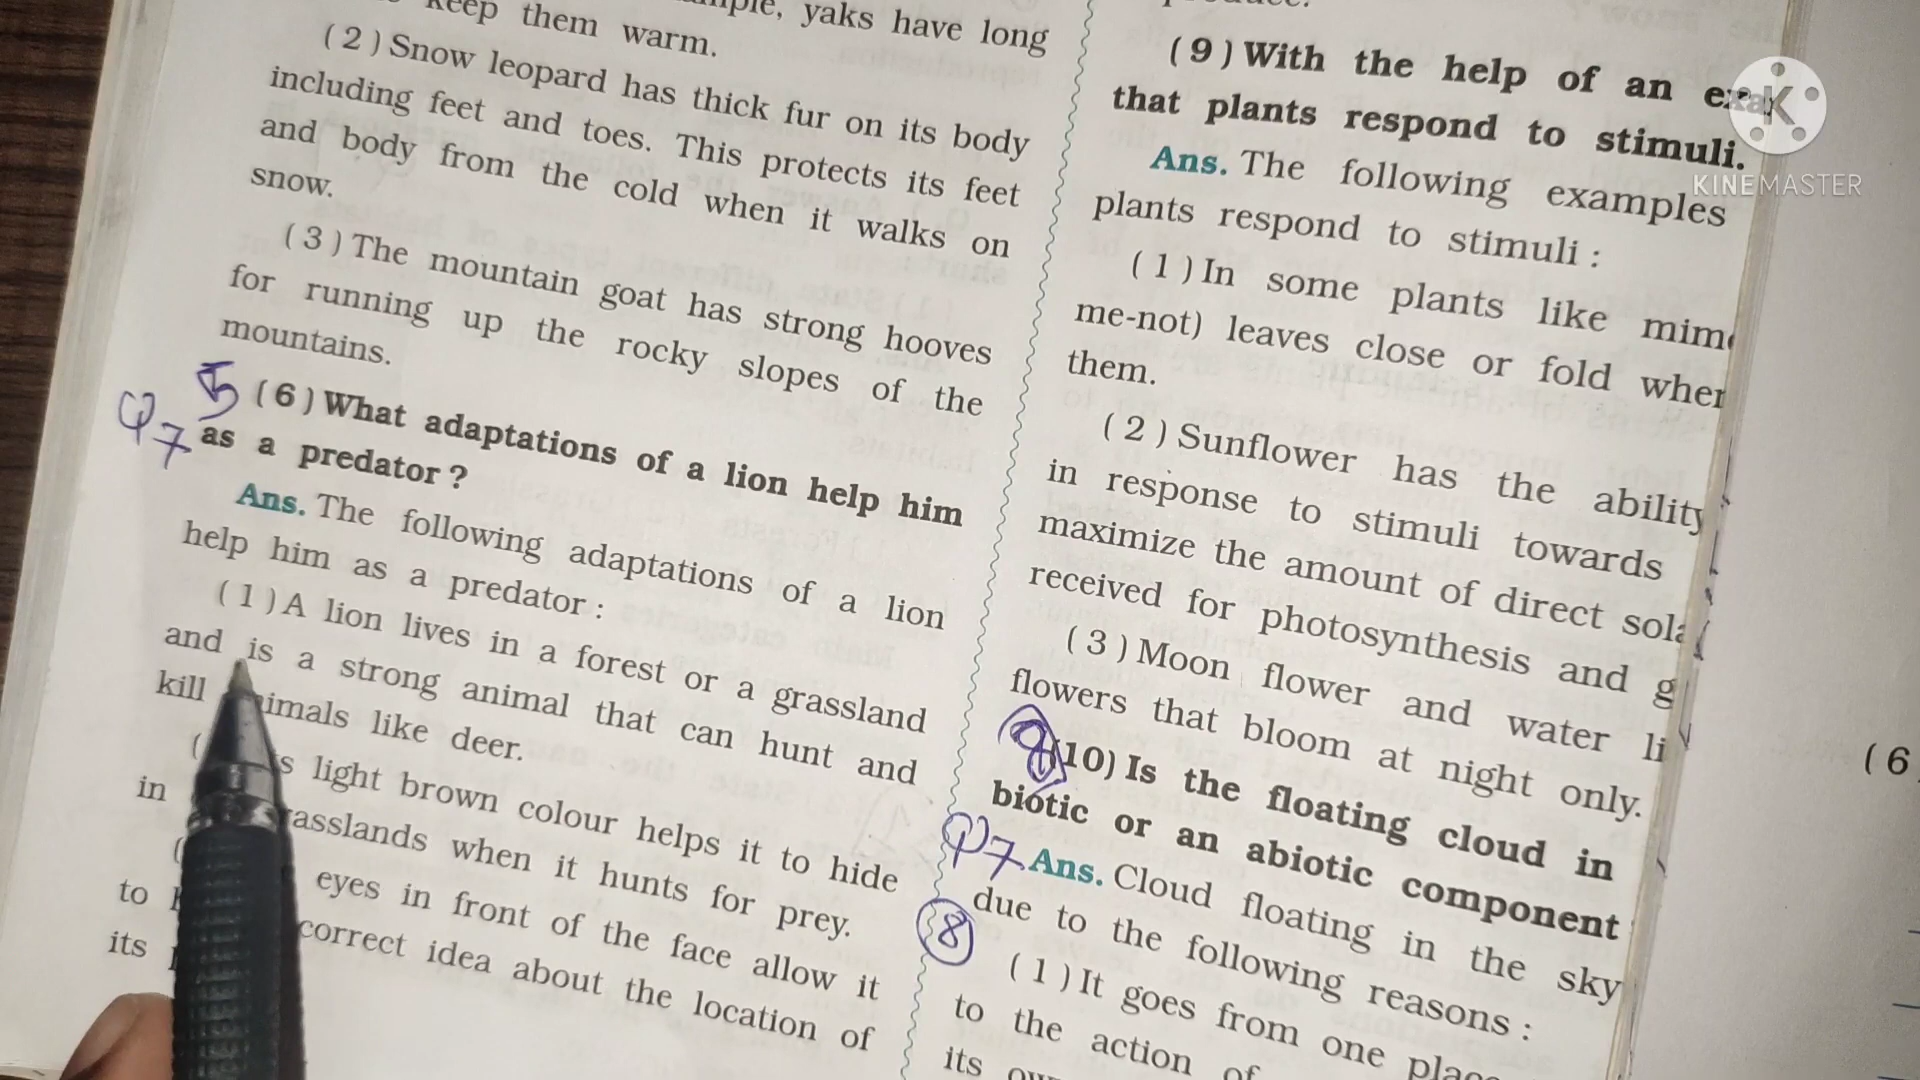 keep them warm.
yaks have long
( 2 ) Snow leopard has thick fur on its body
including feet and toes. This protects its feet
and body from the cold when it walks on
snow.
( 3 ) The mountain goat has strong hooves
for running up the rocky slopes of the
mountains.
5
Q7
( 6 ) What adaptations of a lion help him
as a predator ?
Ans. The following adaptations of a lion
help him as a predator :
( 1 ) A lion lives in a forest or a grassland
and is a strong animal that can hunt and
kill animals like deer.
light brown colour helps it to hide
in grasslands when it hunts for prey.
eyes in front of the face allow it
to correct idea about the location of
its
( 9 ) With the help of an
that plants respond to stimuli.
Ans. The following examples
plants respond to stimuli :
( 1 ) In some plants like
me-not) leaves close or fold
them.
( 2 ) Sunflower has the ability
in response to stimuli towards
maximize the amount of direct
received for photosynthesis and
( 3 ) Moon flower and water
flowers that bloom at night only.
(10) Is the floating cloud in
biotic or an abiotic component
Q7
8
Ans. Cloud floating in the sky
due to the following reasons :
( 1 ) It goes from one
to the action of
its
( 6
K
KINEMASTER